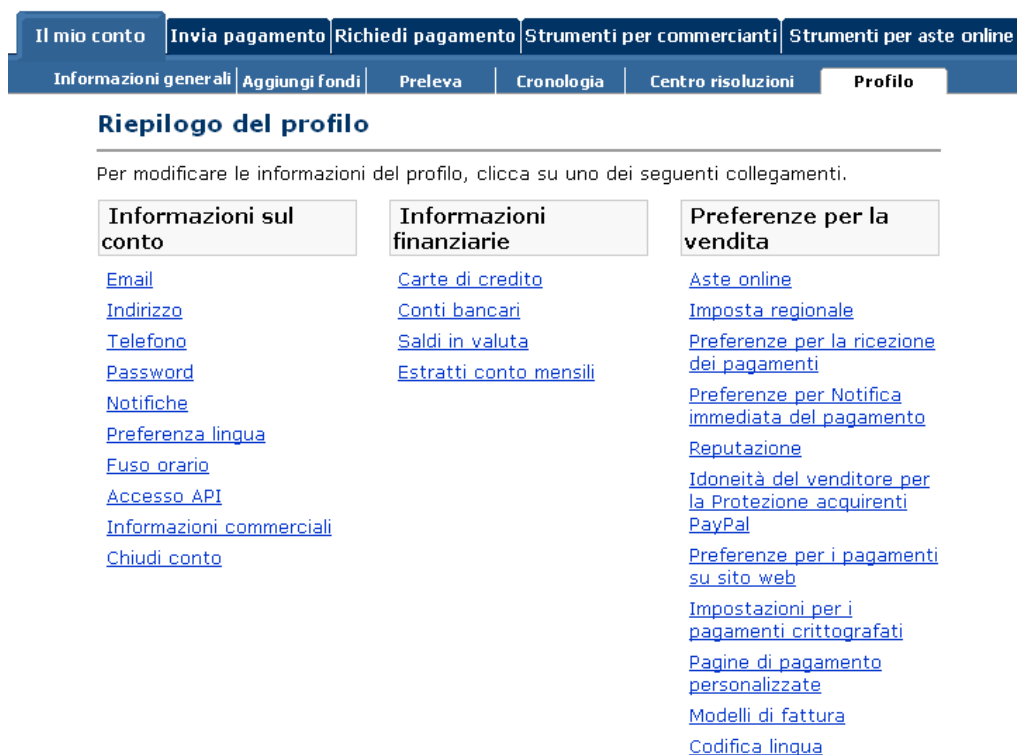 Il mio conto Invia pagamento Richiedi pagamento Strumenti per commercianti Strumenti per aste online
Informazioni generali Aggiungi fondi Preleva Cronologia Centro risoluzioni Profilo
Riepilogo del profilo
Per modificare le informazioni del profilo, clicca su uno dei seguenti collegamenti.
Informazioni sul
conto
Email
Indirizzo
Telefono
Password
Notifiche
Preferenza lingua
Fuso orario
Accesso API
Informazioni commerciali
Chiudi conto
Informazioni
finanziarie
Carte di credito
Conti bancari
Saldi in valuta
Estratti conto mensili
Preferenze per la
vendita
Aste online
Imposta regionale
Preferenze per la ricezione
dei pagamenti
Preferenze per Notifica
immediata del pagamento
Reputazione
Idoneità del venditore per
la Protezione acquirenti
PayPal
Preferenze per i pagamenti
su sito web
Impostazioni per i
pagamenti crittografati
Pagine di pagamento
personalizzate
Modelli di fattura
Codifica lingua